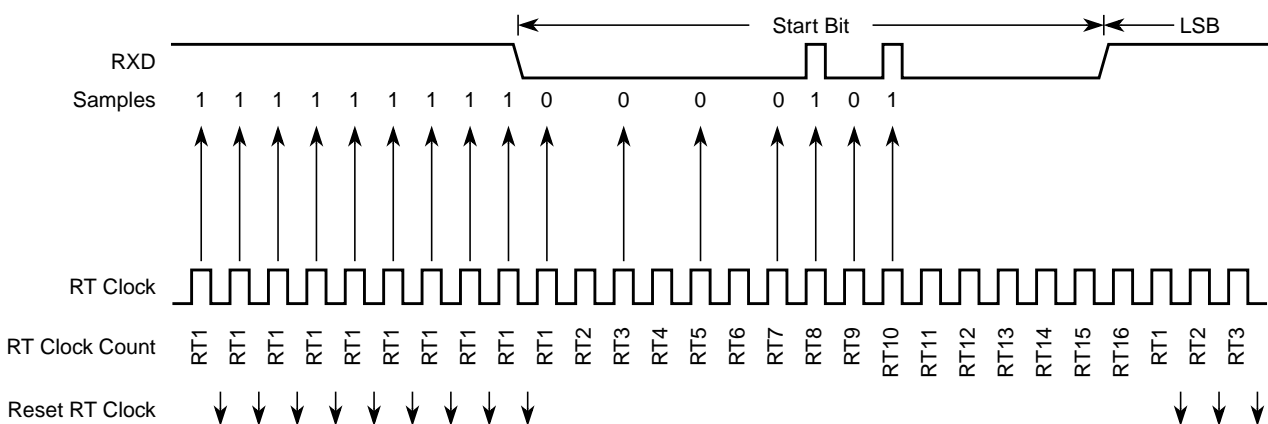 Start Bit LSB
RXD
Samples 1 1 1 1 1 1 1 1 1 0 0 0 0 1 0 1
RT Clock
RT Clock Count RT1 RT1 RT1 RT1 RT1 RT1 RT1 RT1 RT1 RT1 RT2 RT3 RT4 RT5 RT6 RT7 RT8 RT9 RT10 RT11 RT12 RT13 RT14 RT15 RT16 RT1 RT2 RT3
Reset RT Clock